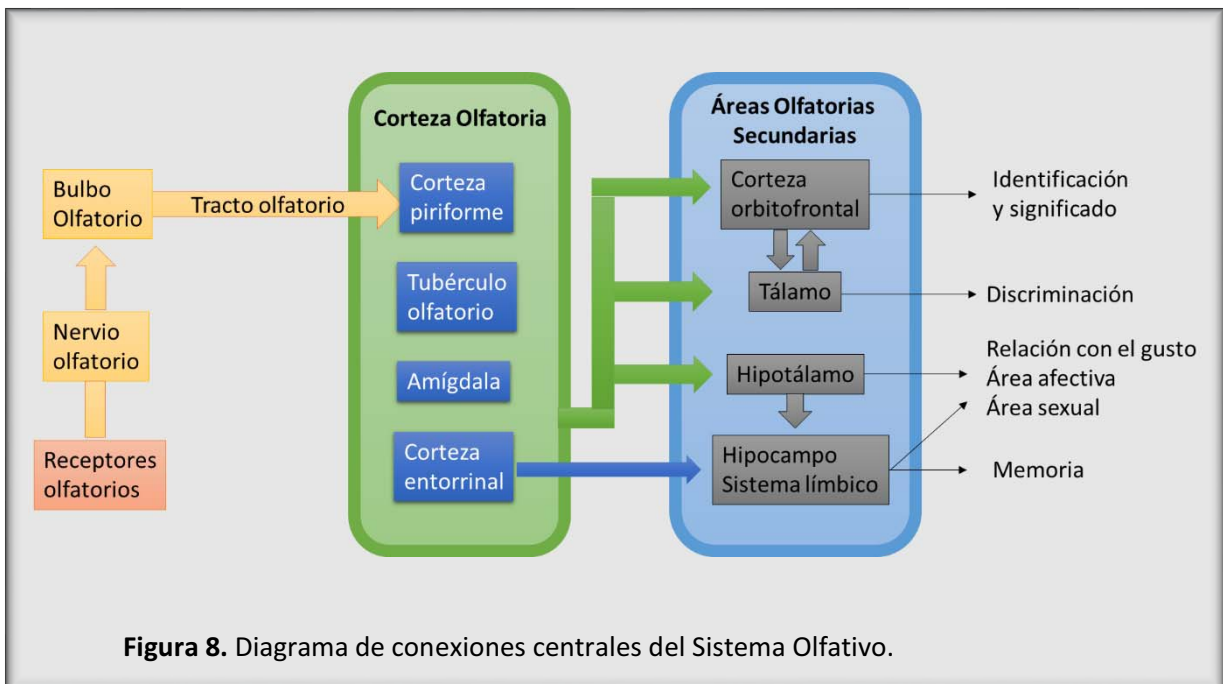 Corteza Olfatoria
Áreas Olfatorias
Secundarias
Bulbo
Olfatorio
Tracto olfatorio
Nervio
olfatorio
Receptores
olfatorios
Corteza
piriforme
Tubérculo
olfatorio
Amígdala
Corteza
entorrinal
Corteza
orbitofrontal
Tálamo
Hipotálamo
Hipocampo
Sistema límbico
Identificación
y significado
Discriminación
Relación con el gusto
Área afectiva
Área sexual
Memoria
Figura 8. Diagrama de conexiones centrales del Sistema Olfativo.